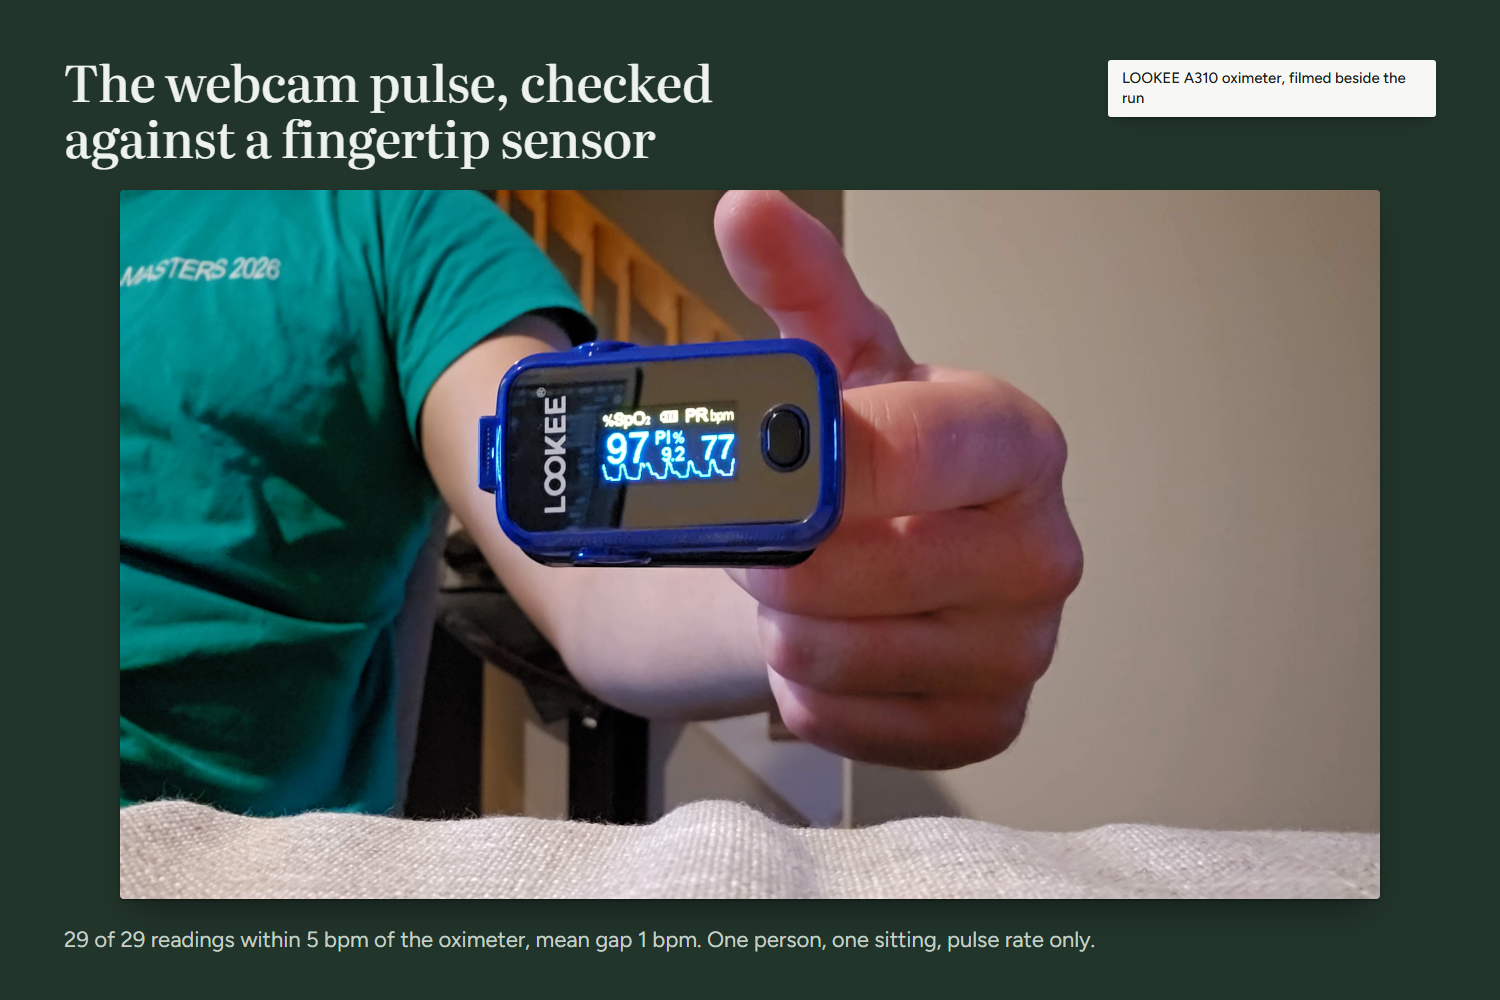 The webcam pulse, checked
against a fingertip sensor
LOOKEE A310 oximeter, filmed beside the
run
MASTERS 2026
LOOKEE®
%SpO₂ PR bpm
97 PI% 9.2 77
29 of 29 readings within 5 bpm of the oximeter, mean gap 1 bpm. One person, one sitting, pulse rate only.